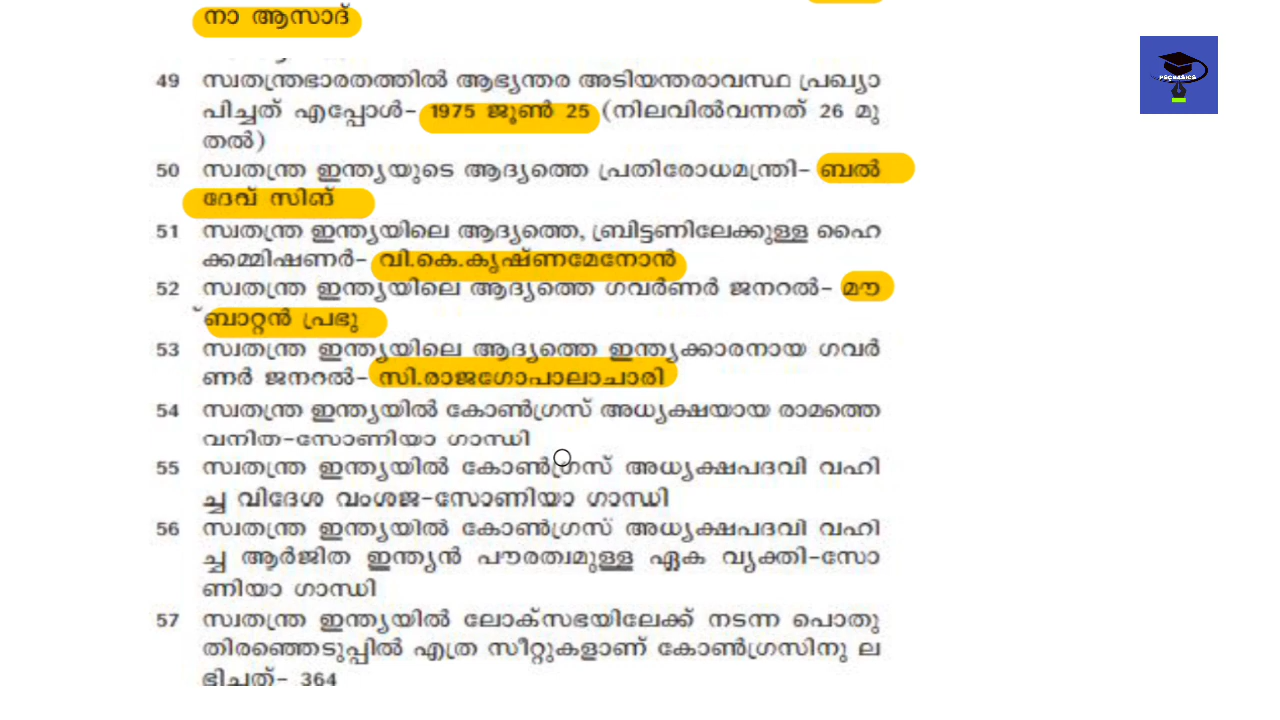 നാ ആസാദ്
49 സ്വതന്ത്രഭാരതത്തിൽ ആഭ്യന്തര അടിയന്തരാവസ്ഥ പ്രഖ്യാ
പിച്ചത് എപ്പോൾ- 1975 ജൂൺ 25 (നിലവിൽവന്നത് 26 മു
തൽ)
50 സ്വതന്ത്ര ഇന്ത്യയുടെ ആദ്യത്തെ പ്രതിരോധമന്ത്രി- ബൽ
ദേവ് സിങ്
51 സ്വതന്ത്ര ഇന്ത്യയിലെ ആദ്യത്തെ, ബ്രിട്ടണിലേക്കുള്ള ഹൈ
ക്കമ്മിഷണർ- വി.കെ.കൃഷ്ണമേനോൻ
52 സ്വതന്ത്ര ഇന്ത്യയിലെ ആദ്യത്തെ ഗവർണർ ജനറൽ- മൗ
ബാറ്റൻ പ്രഭു
53 സ്വതന്ത്ര ഇന്ത്യയിലെ ആദ്യത്തെ ഇന്ത്യക്കാരനായ ഗവർ
ണർ ജനറൽ- സി.രാജഗോപാലാചാരി
54 സ്വതന്ത്ര ഇന്ത്യയിൽ കോൺഗ്രസ് അധ്യക്ഷയായ രാമത്തെ
വനിത-സോണിയാ ഗാന്ധി
55 സ്വതന്ത്ര ഇന്ത്യയിൽ കോൺഗ്രസ് അധ്യക്ഷപദവി വഹി
ച്ച വിദേശ വംശജ-സോണിയാ ഗാന്ധി
56 സ്വതന്ത്ര ഇന്ത്യയിൽ കോൺഗ്രസ് അധ്യക്ഷപദവി വഹി
ച്ച ആർജിത ഇന്ത്യൻ പൗരത്വമുള്ള ഏക വ്യക്തി-സോ
ണിയാ ഗാന്ധി
57 സ്വതന്ത്ര ഇന്ത്യയിൽ ലോക്സഭയിലേക്ക് നടന്ന പൊതു
തിരഞ്ഞെടുപ്പിൽ എത്ര സീറ്റുകളാണ് കോൺഗ്രസിനു ല
ഭിച്ചത്- 364